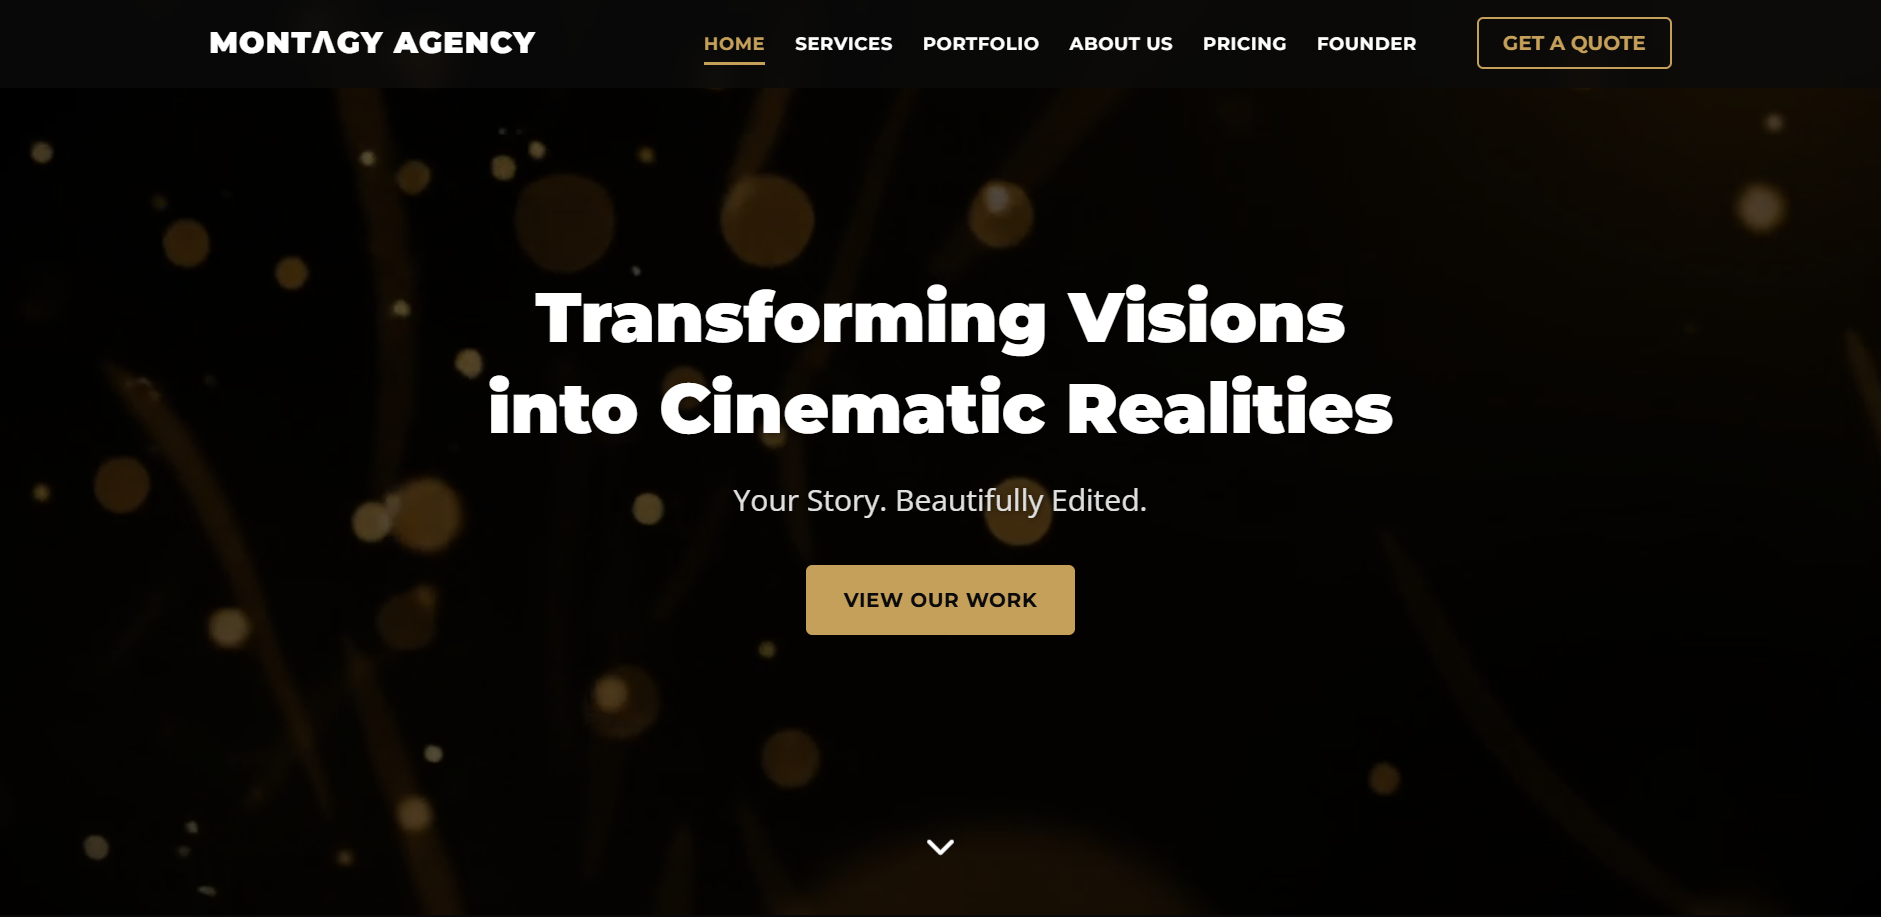 MONTΛGY AGENCY
HOME
SERVICES
PORTFOLIO
ABOUT US
PRICING
FOUNDER
GET A QUOTE
Transforming Visions
into Cinematic Realities
Your Story. Beautifully Edited.
VIEW OUR WORK